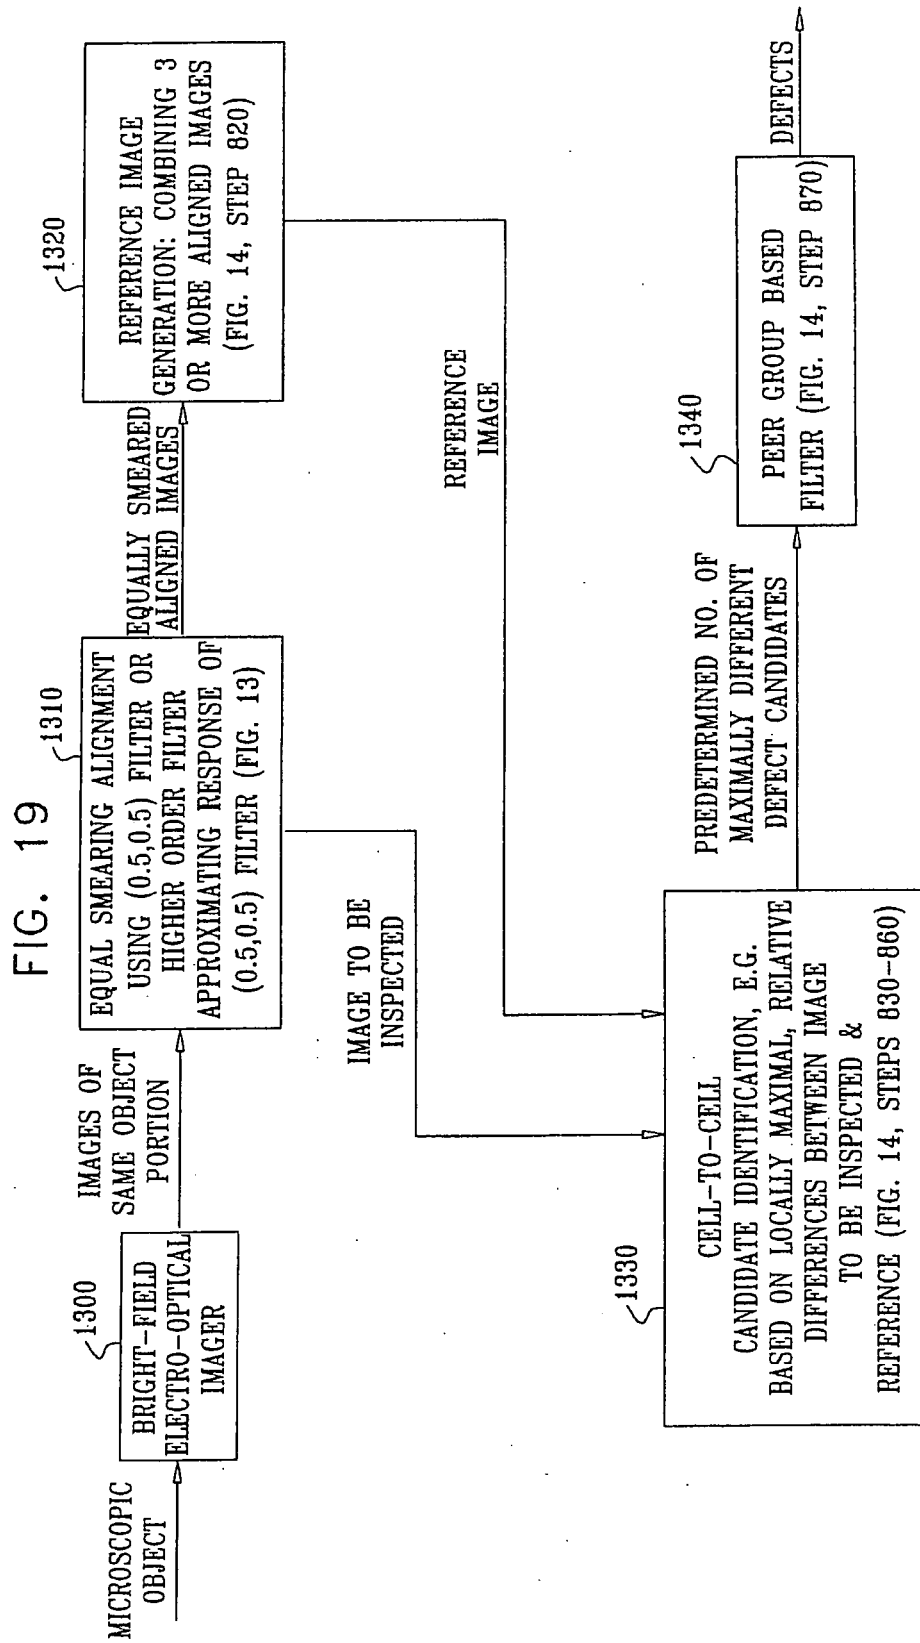 FIG. 19
MICROSCOPIC
OBJECT
1300
BRIGHT-FIELD
ELECTRO-OPTICAL
IMAGER
IMAGES OF
SAME OBJECT
PORTION
1310
EQUAL SMEARING ALIGNMENT
USING (0.5,0.5) FILTER OR
HIGHER ORDER FILTER
APPROXIMATING RESPONSE OF
(0.5,0.5) FILTER (FIG. 13)
EQUALLY SMEARED
ALIGNED IMAGES
1320
REFERENCE IMAGE
GENERATION: COMBINING 3
OR MORE ALIGNED IMAGES
(FIG. 14, STEP 820)
IMAGE TO BE
INSPECTED
REFERENCE
IMAGE
1330
CELL-TO-CELL
CANDIDATE IDENTIFICATION, E.G.
BASED ON LOCALLY MAXIMAL, RELATIVE
DIFFERENCES BETWEEN IMAGE
TO BE INSPECTED &
REFERENCE (FIG. 14, STEPS 830-860)
PREDETERMINED NO. OF
MAXIMALLY DIFFERENT
DEFECT CANDIDATES
1340
PEER GROUP BASED
FILTER (FIG. 14, STEP 870)
DEFECTS